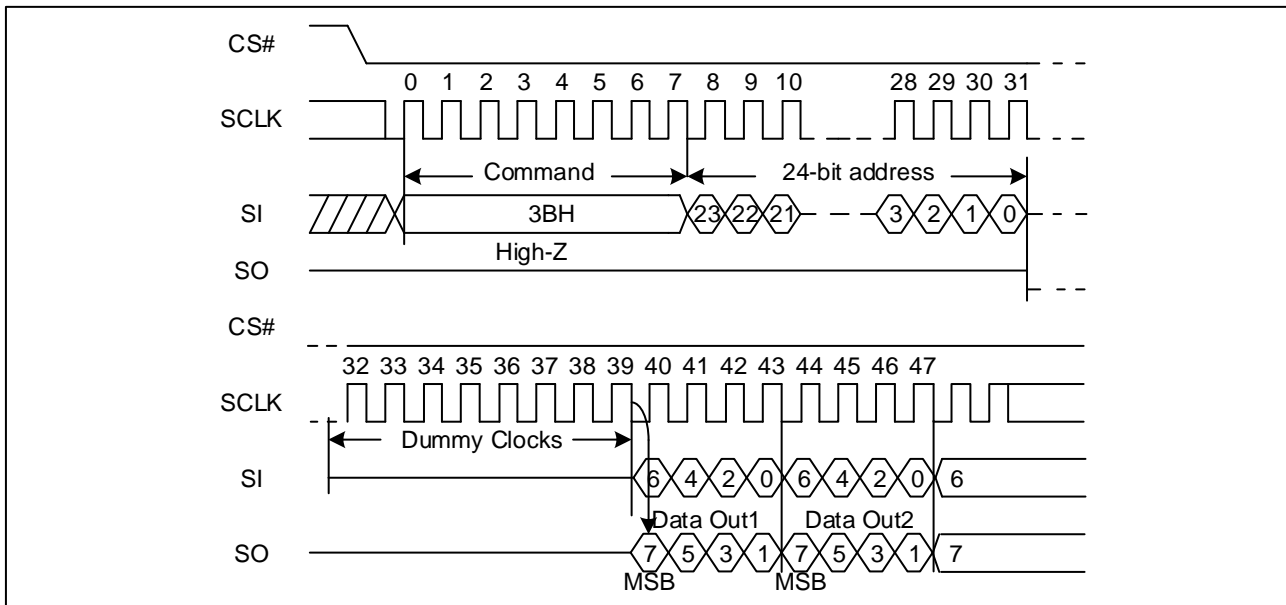 CS#
0 1 2 3 4 5 6 7 8 9 10 28 29 30 31
SCLK
Command 24-bit address
SI 3BH 23 22 21 3 2 1 0
High-Z
SO
CS#
32 33 34 35 36 37 38 39 40 41 42 43 44 45 46 47
SCLK
Dummy Clocks
SI 6 4 2 0 6 4 2 0 6
Data Out1 Data Out2
SO 7 5 3 1 7 5 3 1 7
MSB MSB